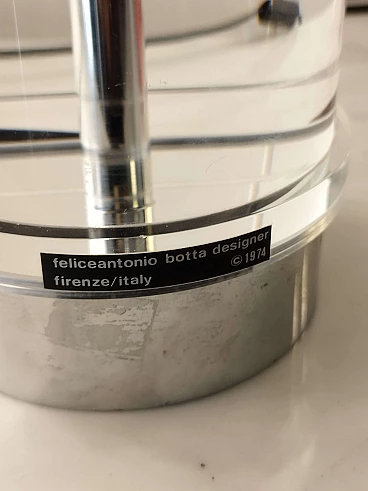 feliceantonio botta designer
firenze/italy ©1974